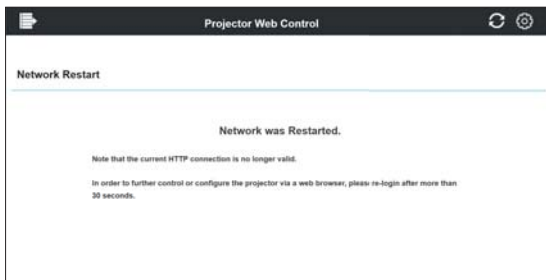 Projector Web Control
Network Restart
Network was Restarted.
Note that the current HTTP connection is no longer valid.
In order to further control or configure the projector via a web browser, please re-login after more than
30 seconds.